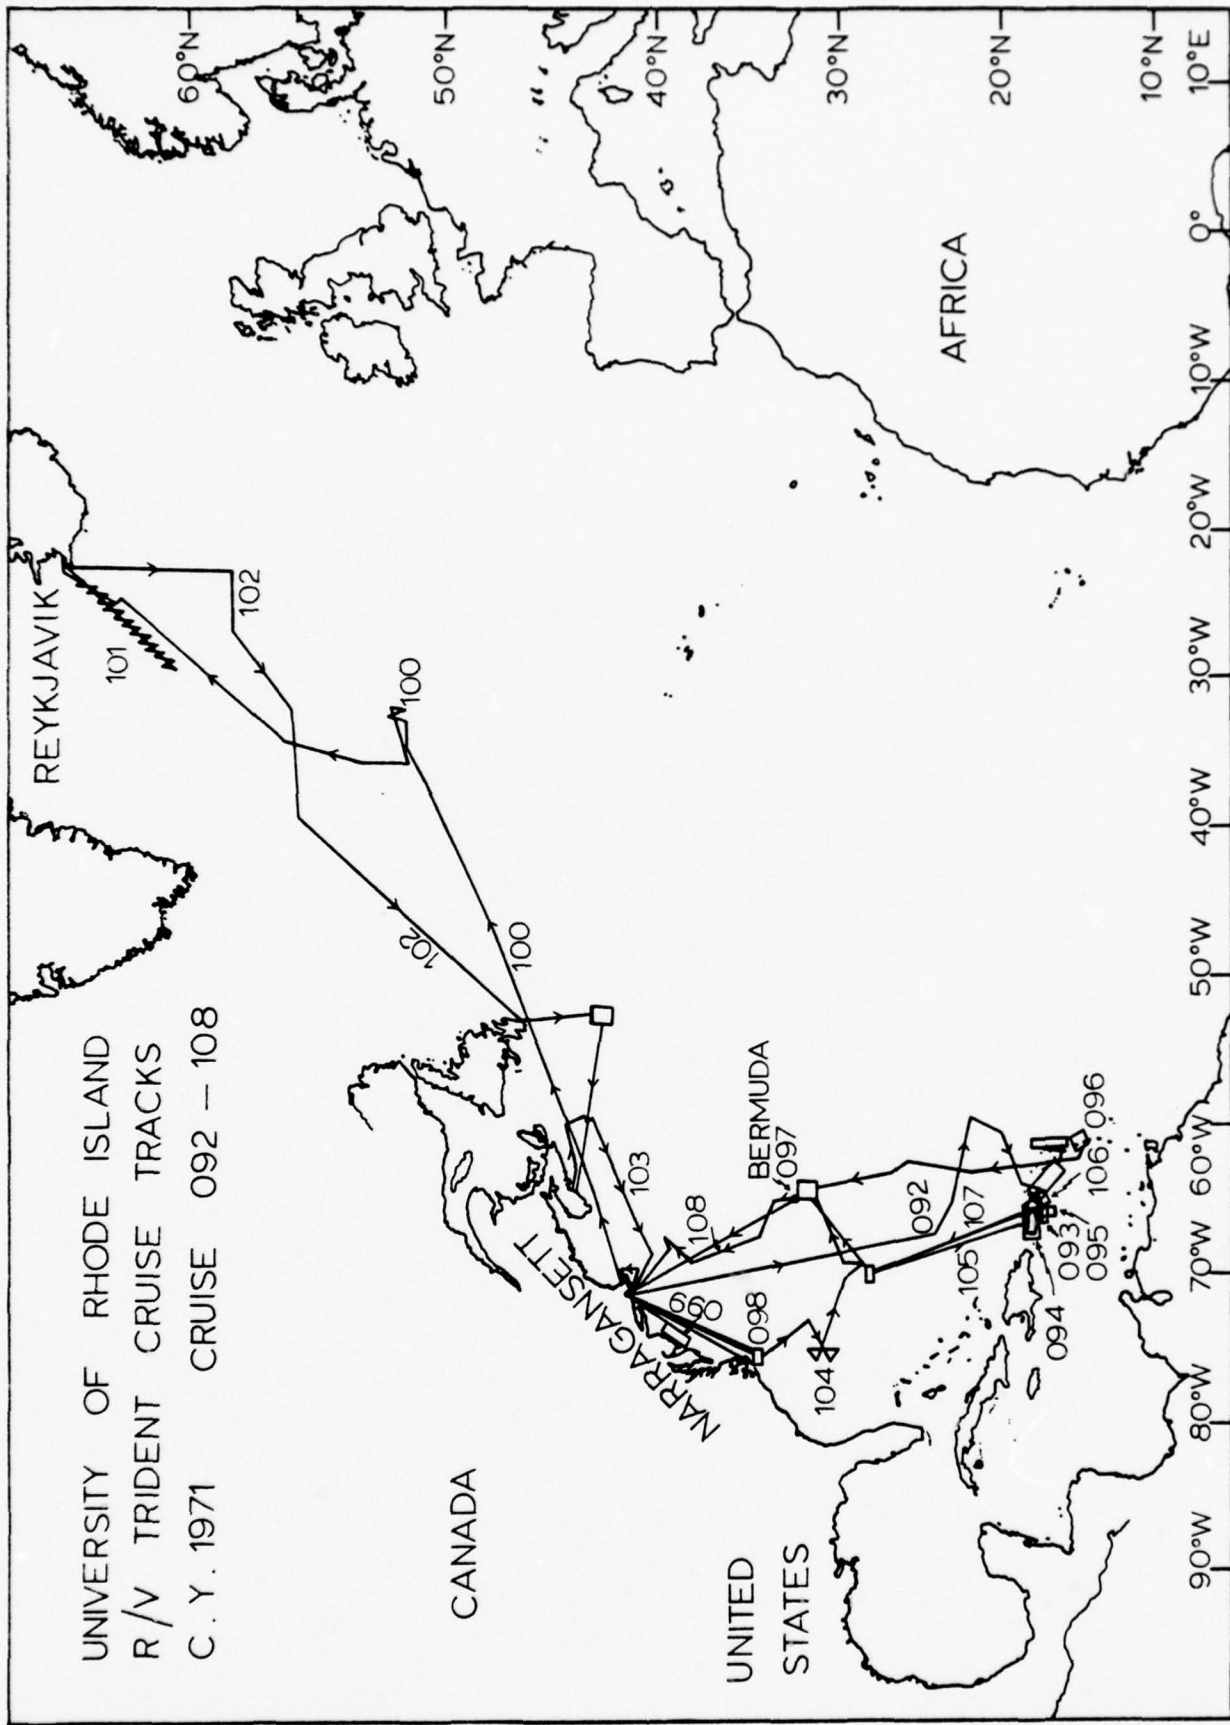 UNIVERSITY OF RHODE ISLAND
R/V TRIDENT CRUISE TRACKS
C.Y. 1971 CRUISE 092 – 108
REYKJAVIK
60°N
101
102
100
50°N
102
100
CANADA
NARRAGANSETT
103
40°N
UNITED
STATES
099
108
BERMUDA
097
098
104
092
30°N
AFRICA
105
107
20°N
094
093
095
106
096
10°N
90°W
80°W
70°W
60°W
50°W
40°W
30°W
20°W
10°W
0°
10°E